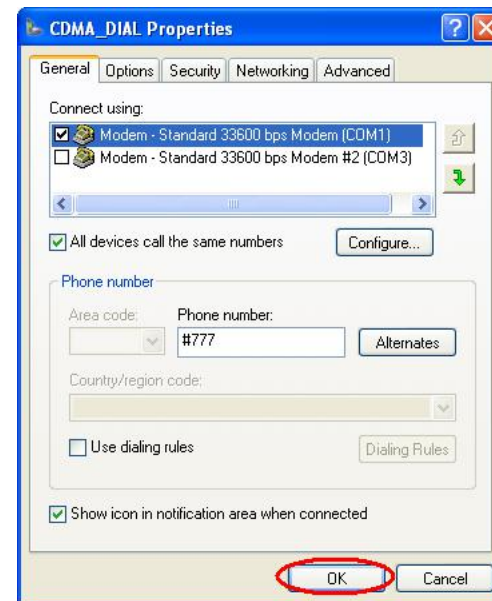 CDMA_DIAL Properties
General Options Security Networking Advanced
Connect using:
Modem - Standard 33600 bps Modem (COM1)
Modem - Standard 33600 bps Modem #2 (COM3)
All devices call the same numbers
Configure...
Phone number
Area code: Phone number:
#777
Alternates
Country/region code:
Use dialing rules
Dialing Rules
Show icon in notification area when connected
OK Cancel